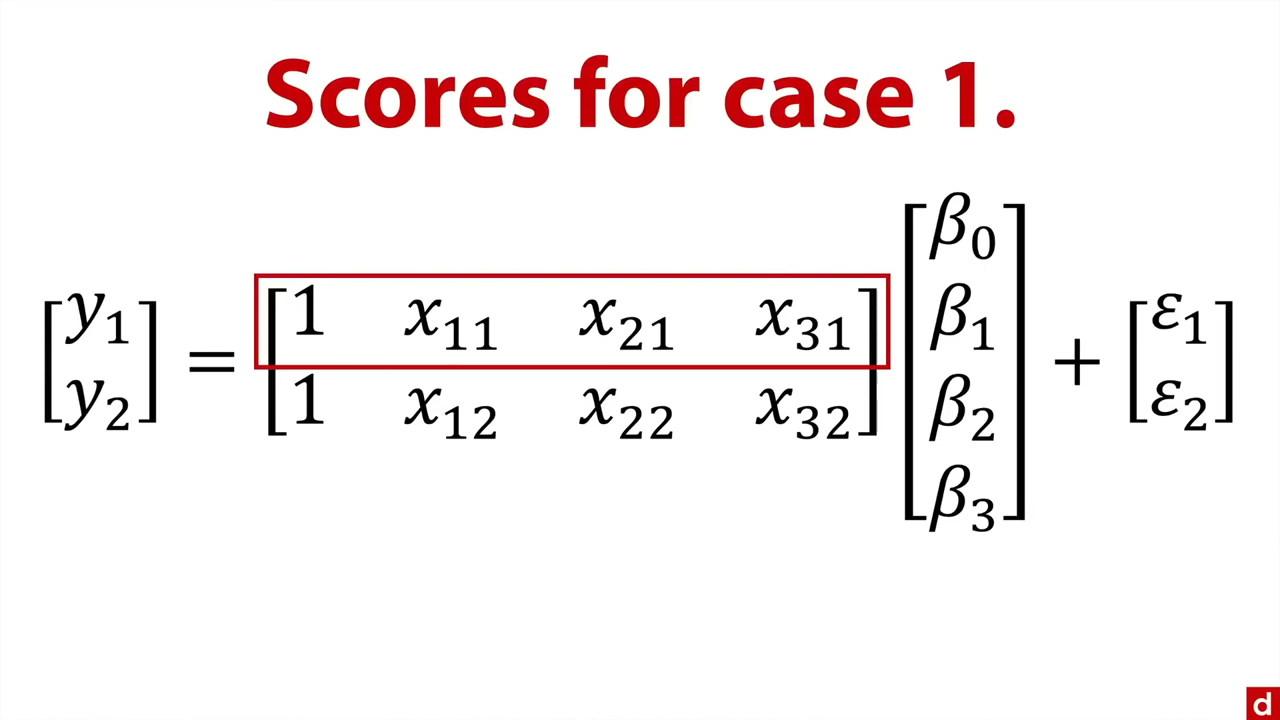 Scores for case 1.
[y₁ y₂] = [1 x₁₁ x₂₁ x₃₁
1 x₁₂ x₂₂ x₃₂] [β₀ β₁ β₂ β₃] + [ε₁ ε₂]
d